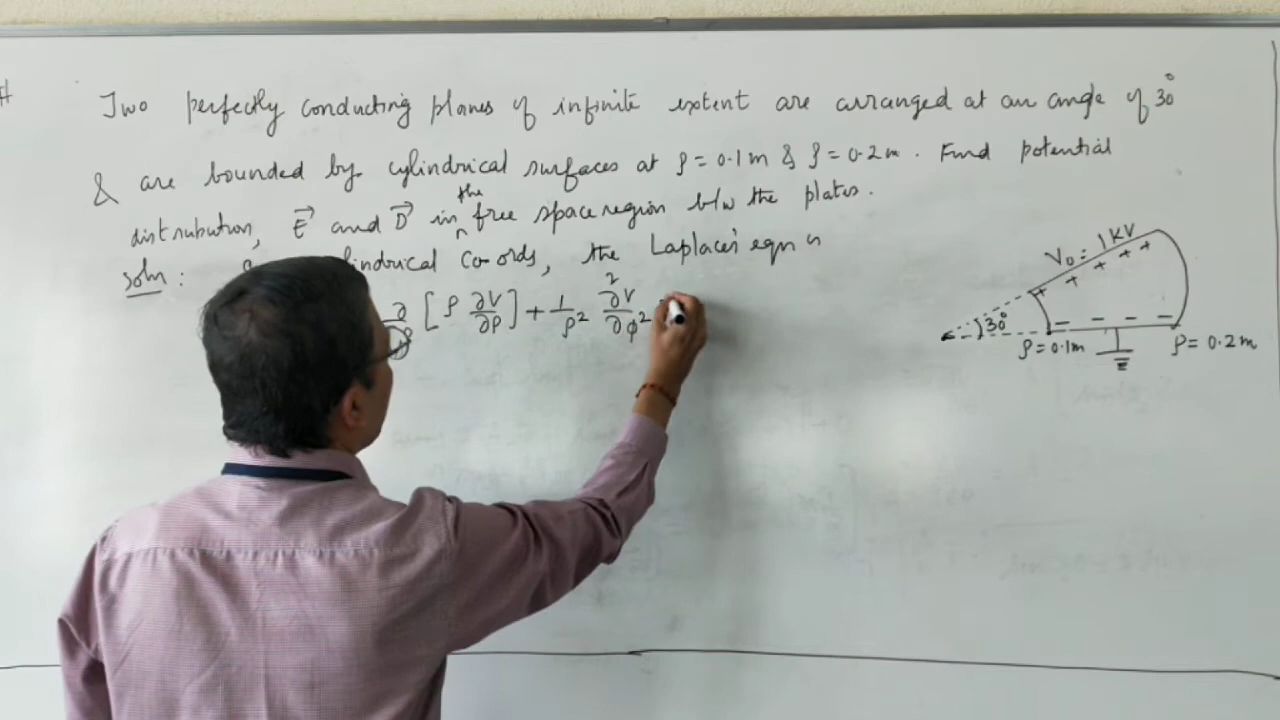 #
Two perfectly conducting planes of infinite extent are arranged at an angle of 30°
& are bounded by cylindrical surfaces at ρ = 0.1m & ρ = 0.2m. Find potential
the
distribution, E⃗ and D⃗ in ^ free space region b/w the plates.
Soln: lindrical Co-ords, the Laplace's eqn
∂ [ρ ∂V/∂ρ] + 1/ρ² ∂²V/∂φ²
V₀ = 1KV
+ + + + +
30°
− − − −
ρ = 0.1m
ρ = 0.2m